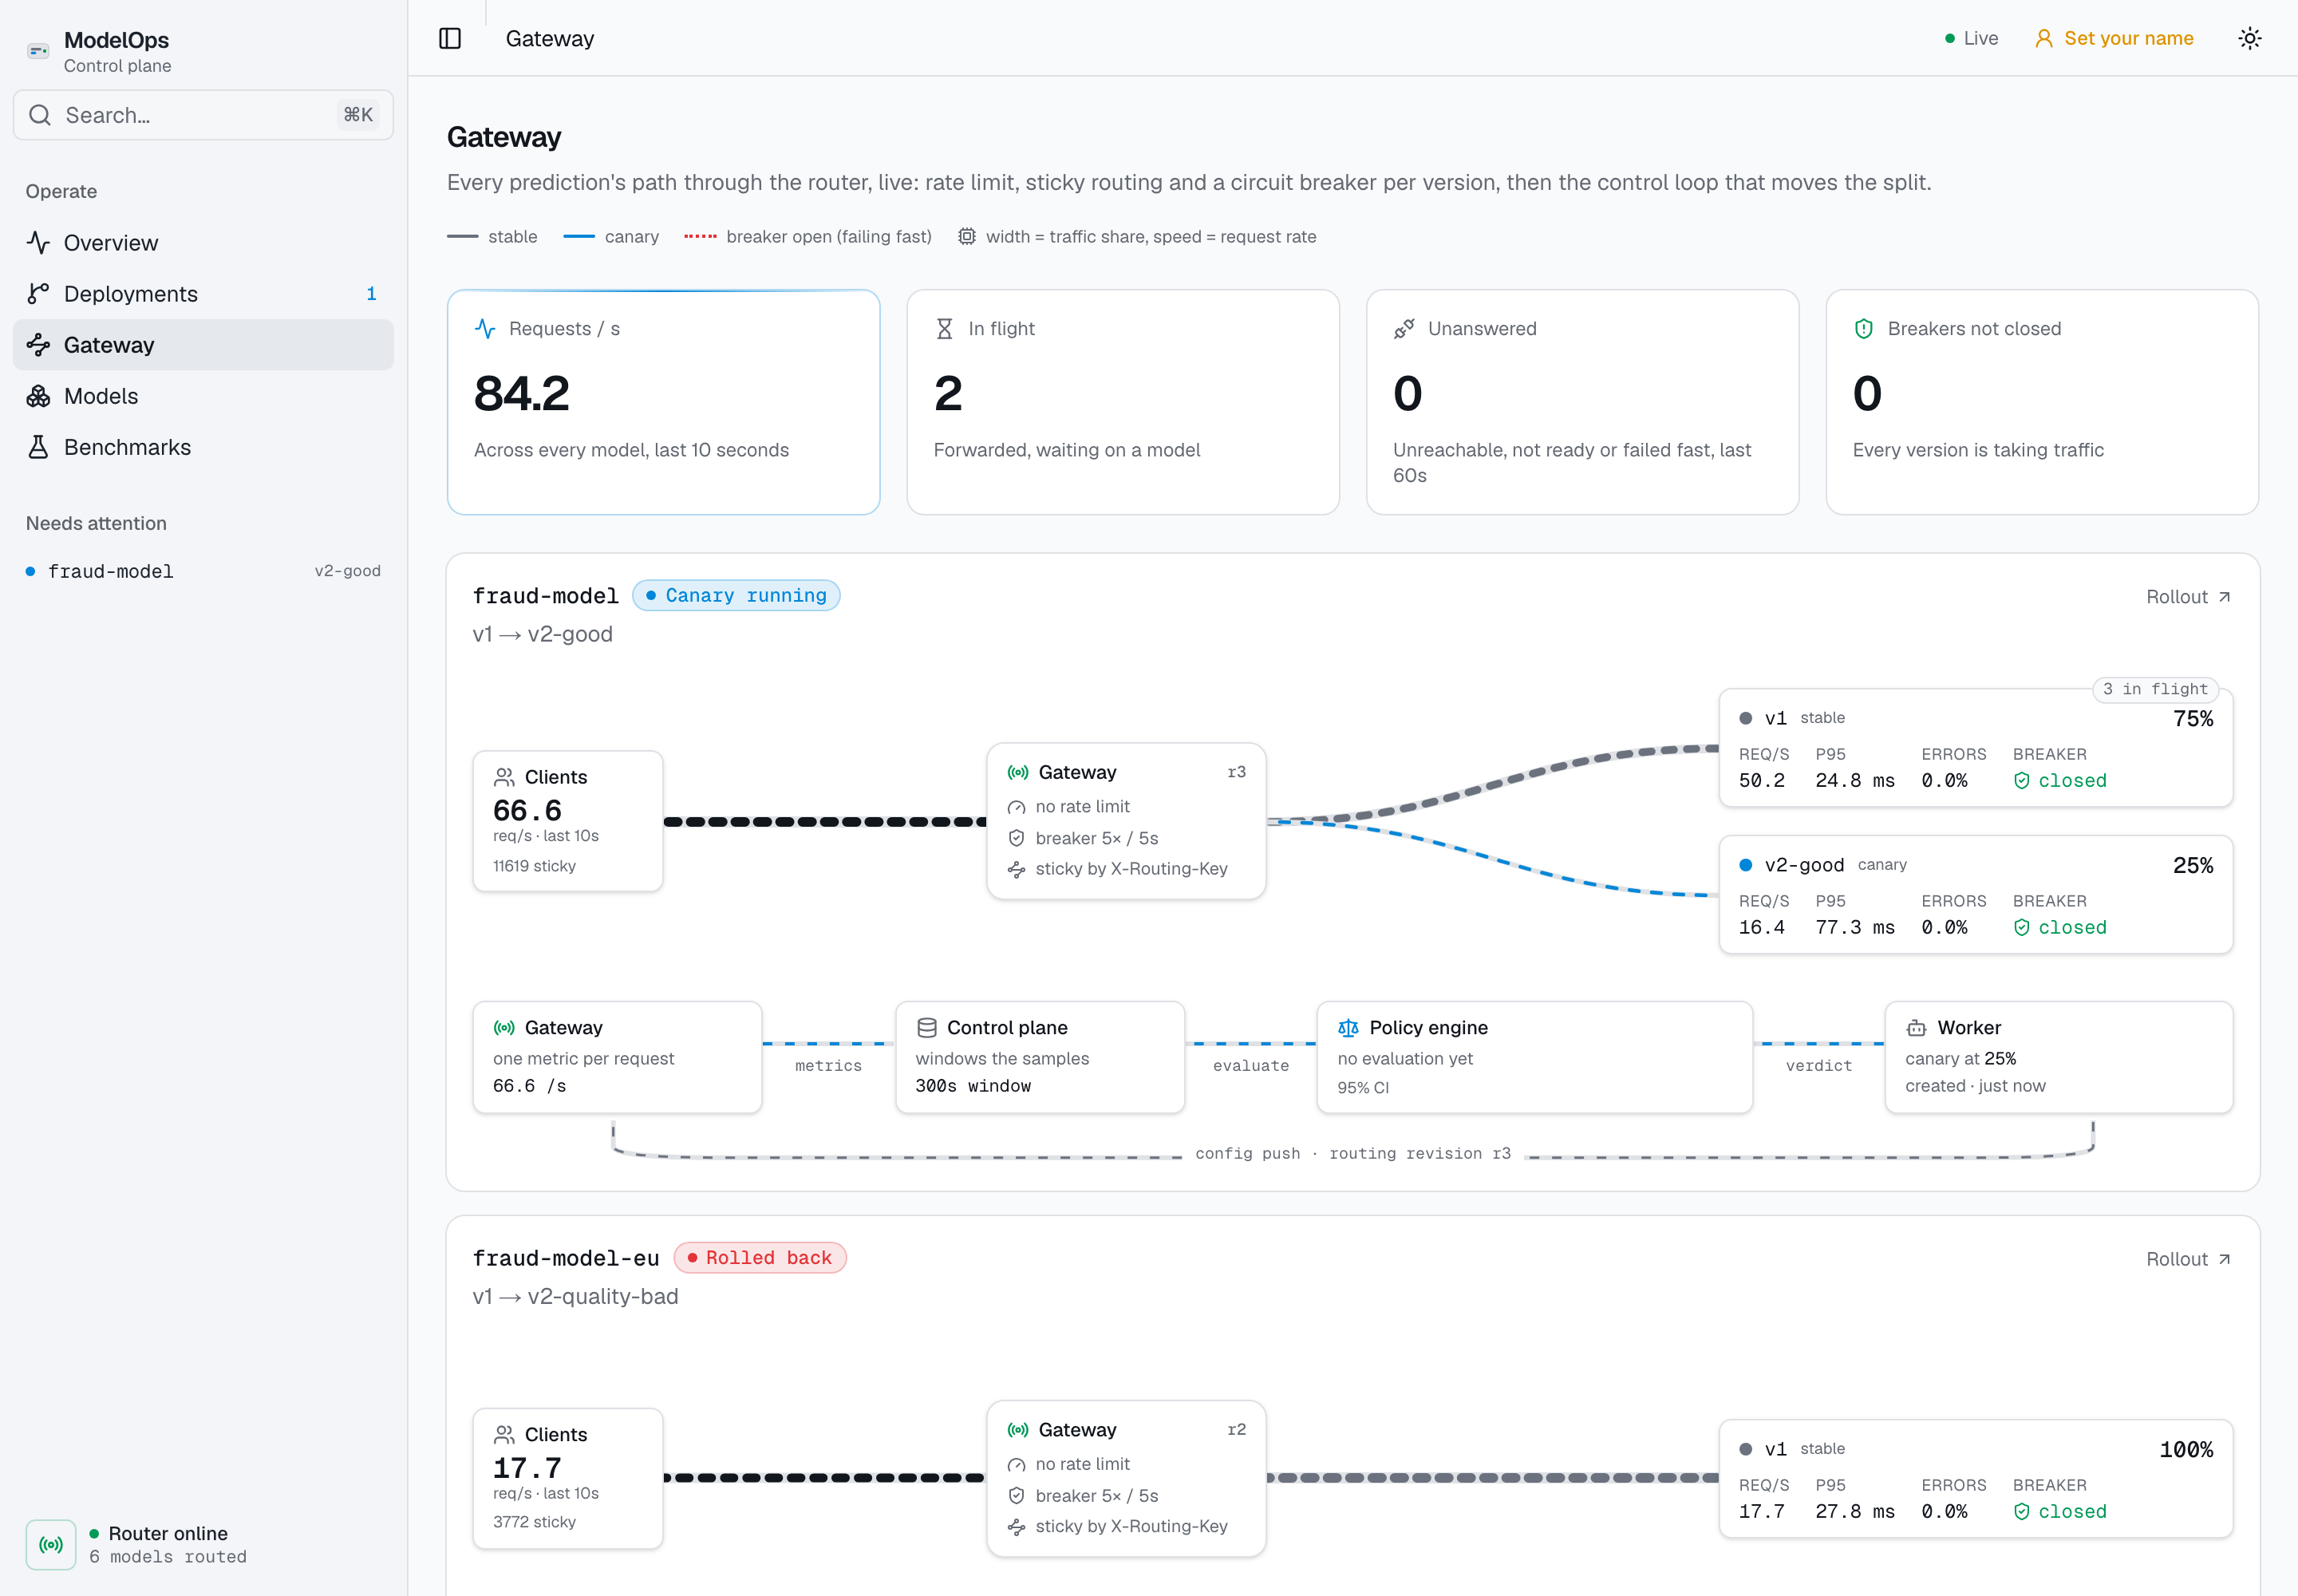 ModelOps
Control plane
Search... ⌘K
Operate
Overview
Deployments 1
Gateway
Models
Benchmarks
Needs attention
fraud-model v2-good
Router online
6 models routed
Gateway
Live
Set your name
Gateway
Every prediction's path through the router, live: rate limit, sticky routing and a circuit breaker per version, then the control loop that moves the split.
stable canary breaker open (failing fast) width = traffic share, speed = request rate
Requests / s
84.2
Across every model, last 10 seconds
In flight
2
Forwarded, waiting on a model
Unanswered
0
Unreachable, not ready or failed fast, last
60s
Breakers not closed
0
Every version is taking traffic
fraud-model Canary running
Rollout
v1 → v2-good
Clients
66.6
req/s · last 10s
11619 sticky
Gateway r3
no rate limit
breaker 5× / 5s
sticky by X-Routing-Key
3 in flight
v1 stable 75%
REQ/S P95 ERRORS BREAKER
50.2 24.8 ms 0.0% closed
v2-good canary 25%
REQ/S P95 ERRORS BREAKER
16.4 77.3 ms 0.0% closed
Gateway
one metric per request
66.6 /s
metrics
Control plane
windows the samples
300s window
evaluate
Policy engine
no evaluation yet
95% CI
verdict
Worker
canary at 25%
created · just now
config push · routing revision r3
fraud-model-eu Rolled back
Rollout
v1 → v2-quality-bad
Clients
17.7
req/s · last 10s
3772 sticky
Gateway r2
no rate limit
breaker 5× / 5s
sticky by X-Routing-Key
v1 stable 100%
REQ/S P95 ERRORS BREAKER
17.7 27.8 ms 0.0% closed